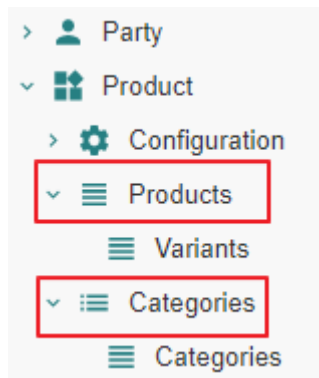 Party
Product
Configuration
Products
Variants
Categories
Categories